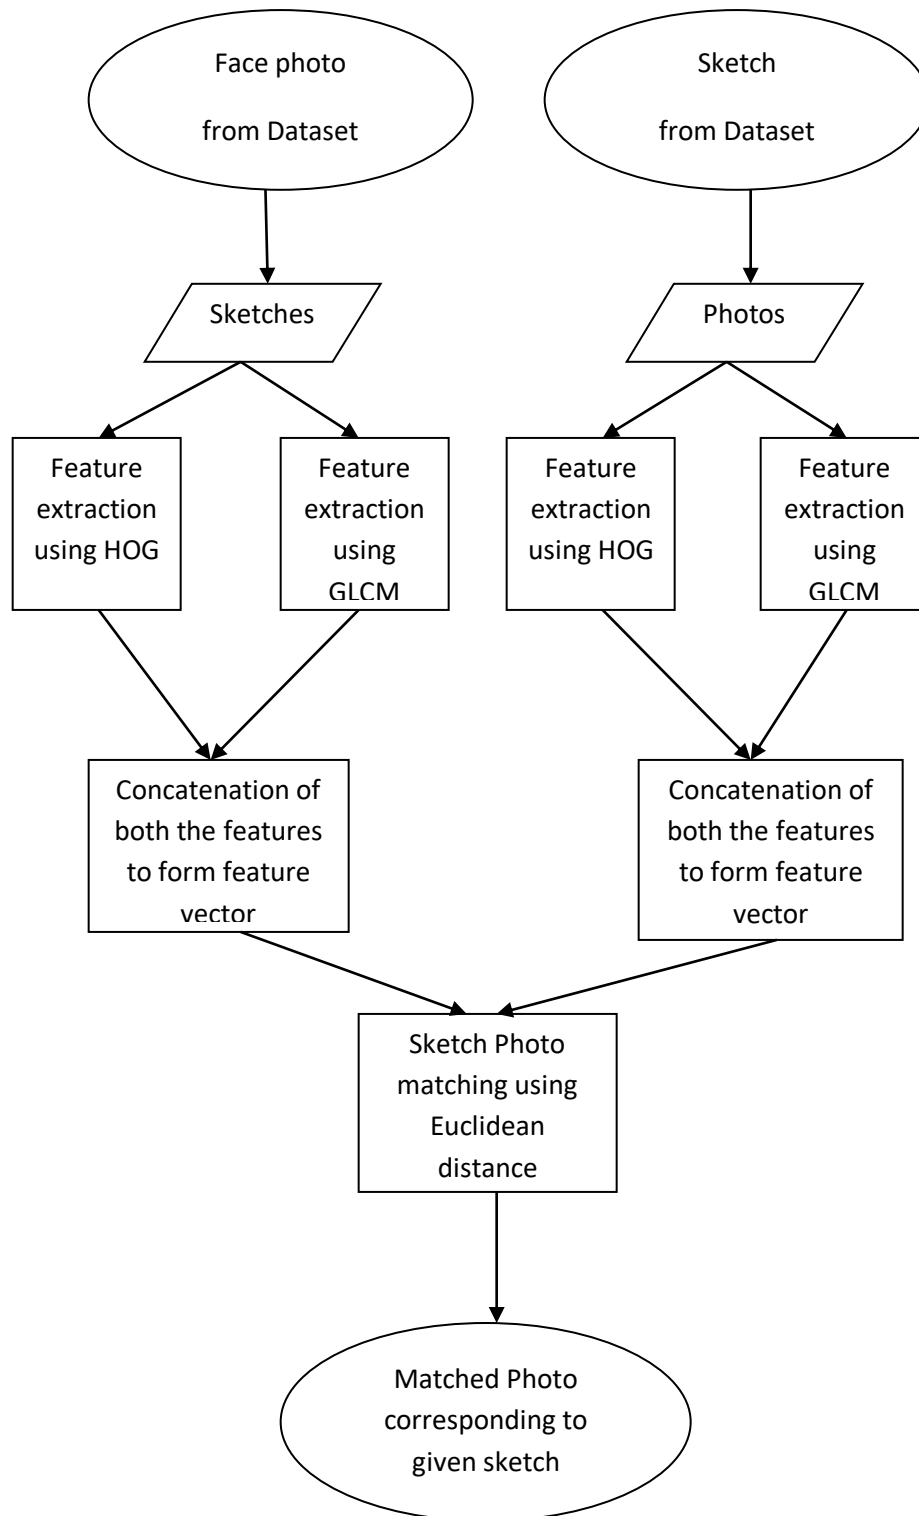 Face photo
from Dataset
Sketch
from Dataset
Sketches
Photos
Feature
extraction
using HOG
Feature
extraction
using
GLCM
Feature
extraction
using HOG
Feature
extraction
using
GLCM
Concatenation of
both the features
to form feature
vector
Concatenation of
both the features
to form feature
vector
Sketch Photo
matching using
Euclidean
distance
Matched Photo
corresponding to
given sketch